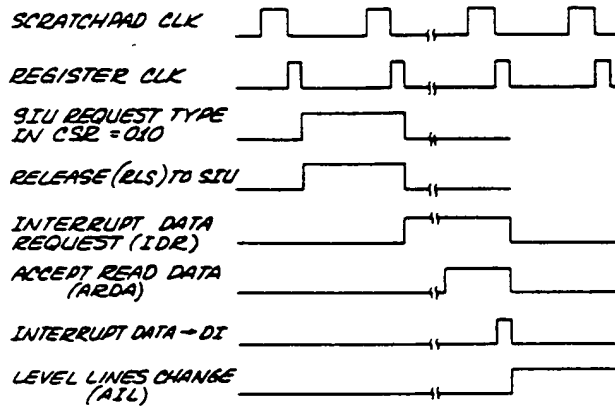 SCRATCHPAD CLK
REGISTER CLK
SIU REQUEST TYPE
IN CSR = 010
RELEASE (RLS) TO SIU
INTERRUPT DATA
REQUEST (IDR)
ACCEPT READ DATA
(ARDA)
INTERRUPT DATA → DI
LEVEL LINES CHANGE
(AIL)